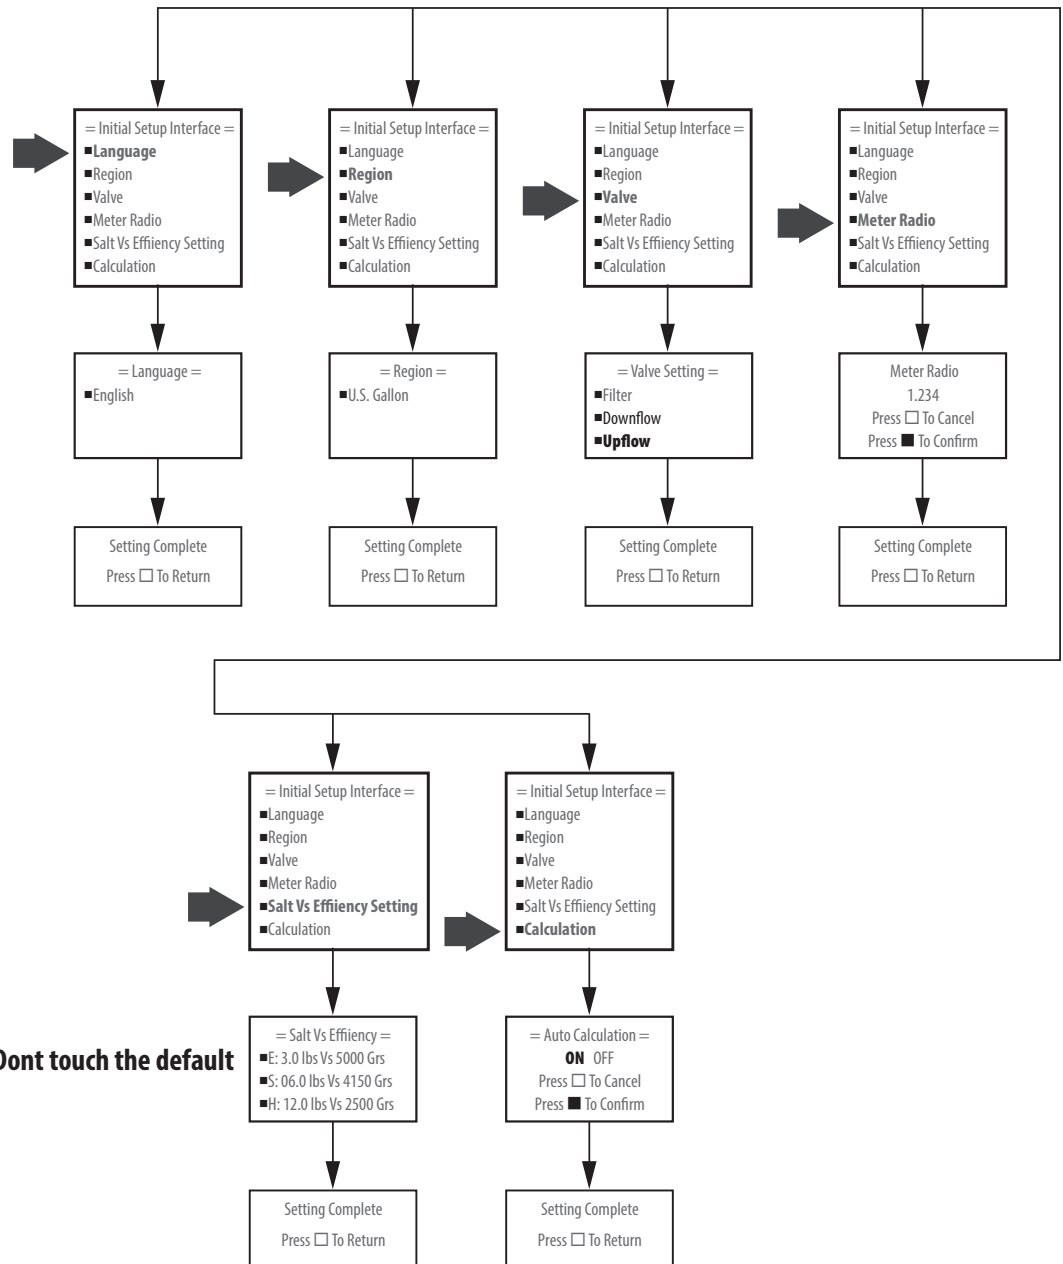 = Initial Setup Interface =
■Language
■Region
■Valve
■Meter Radio
■Salt Vs Effiiency Setting
■Calculation
= Language =
■English
Setting Complete
Press □ To Return
= Initial Setup Interface =
■Language
■Region
■Valve
■Meter Radio
■Salt Vs Effiiency Setting
■Calculation
= Region =
■U.S. Gallon
Setting Complete
Press □ To Return
= Initial Setup Interface =
■Language
■Region
■Valve
■Meter Radio
■Salt Vs Effiiency Setting
■Calculation
= Valve Setting =
■Filter
■Downflow
■Upflow
Setting Complete
Press □ To Return
= Initial Setup Interface =
■Language
■Region
■Valve
■Meter Radio
■Salt Vs Effiiency Setting
■Calculation
Meter Radio
1.234
Press □ To Cancel
Press ■ To Confirm
Setting Complete
Press □ To Return
= Initial Setup Interface =
■Language
■Region
■Valve
■Meter Radio
■Salt Vs Effiiency Setting
■Calculation
Dont touch the default
= Salt Vs Effiiency =
■E: 3.0 lbs Vs 5000 Grs
■S: 06.0 lbs Vs 4150 Grs
■H: 12.0 lbs Vs 2500 Grs
Setting Complete
Press □ To Return
= Initial Setup Interface =
■Language
■Region
■Valve
■Meter Radio
■Salt Vs Effiiency Setting
■Calculation
= Auto Calculation =
ON OFF
Press □ To Cancel
Press ■ To Confirm
Setting Complete
Press □ To Return